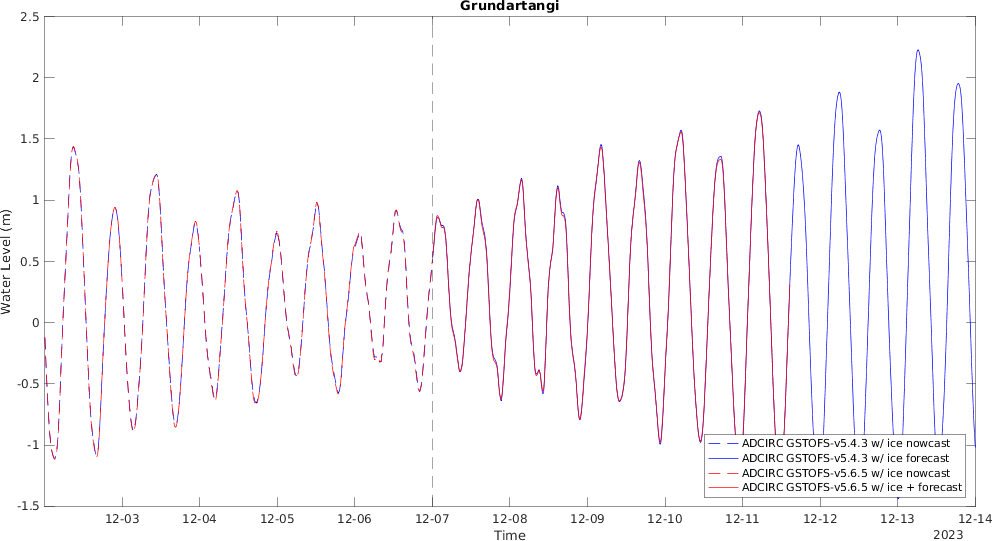 Grundartangi
2.5
2
1.5
1
0.5
0
-0.5
-1
-1.5
Water Level (m)
12-03 12-04 12-05 12-06 12-07 12-08 12-09 12-10 12-11 12-12 12-13 12-14
Time
2023
ADCIRC GSTOFS-v5.4.3 w/ ice nowcast
ADCIRC GSTOFS-v5.4.3 w/ ice forecast
ADCIRC GSTOFS-v5.6.5 w/ ice nowcast
ADCIRC GSTOFS-v5.6.5 w/ ice + forecast